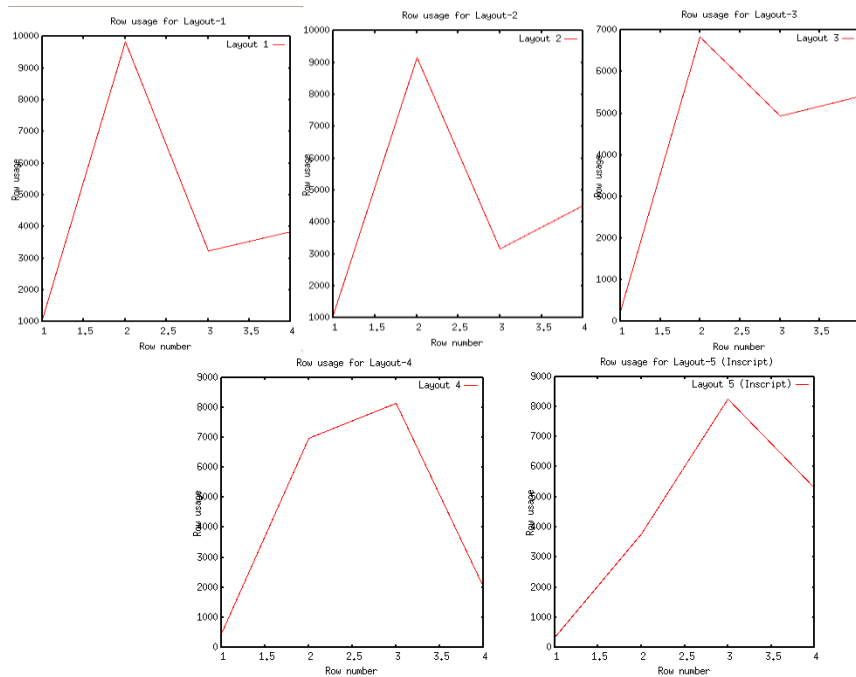 Row usage for Layout-1
Layout 1
10000
9000
8000
7000
6000
5000
4000
3000
2000
1000
Row usage
1 1.5 2 2.5 3 3.5 4
Row number
Row usage for Layout-2
Layout 2
10000
9000
8000
7000
6000
5000
4000
3000
2000
1000
Row usage
1 1.5 2 2.5 3 3.5 4
Row number
Row usage for Layout-3
Layout 3
7000
6000
5000
4000
3000
2000
1000
0
Row usage
1 1.5 2 2.5 3 3.5 4
Row number
Row usage for Layout-4
Layout 4
9000
8000
7000
6000
5000
4000
3000
2000
1000
0
Row usage
1 1.5 2 2.5 3 3.5 4
Row number
Row usage for Layout-5 (Inscript)
Layout 5 (Inscript)
9000
8000
7000
6000
5000
4000
3000
2000
1000
0
Row usage
1 1.5 2 2.5 3 3.5 4
Row number